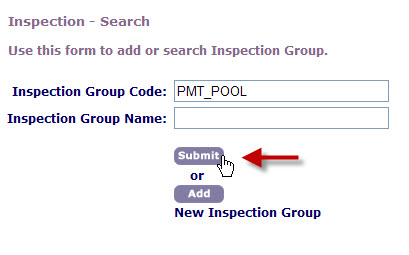 Inspection - Search
Use this form to add or search Inspection Group.
Inspection Group Code: PMT_POOL
Inspection Group Name:
Submit
or
Add
New Inspection Group